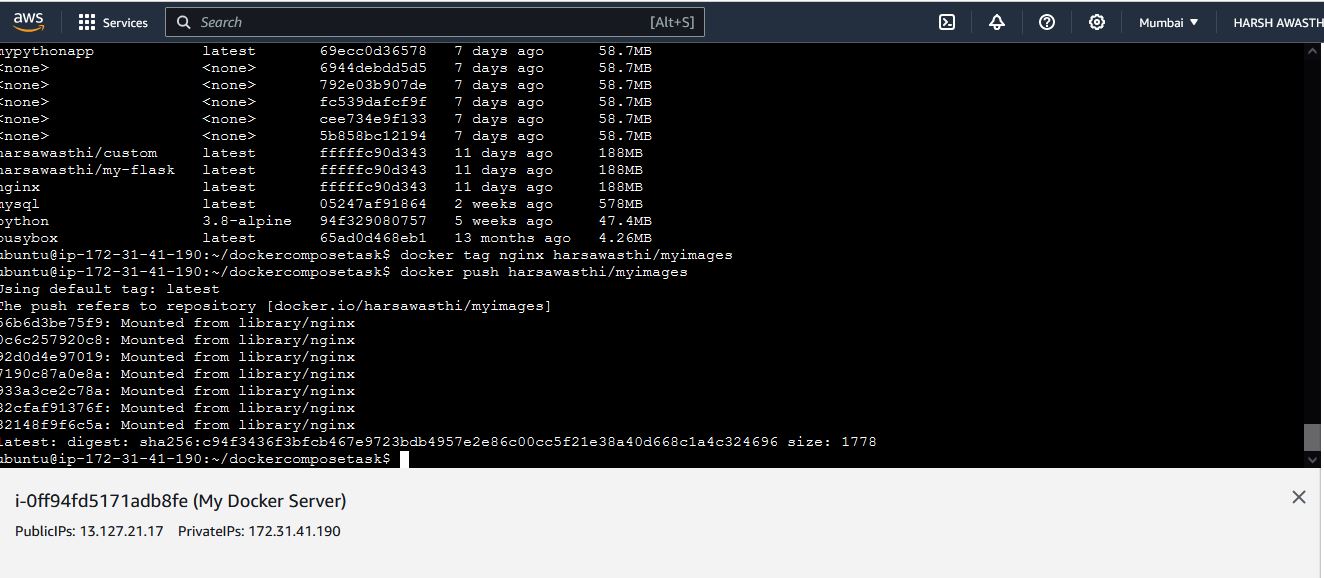 aws Services Search [Alt+S] Mumbai HARSH AWASTH
mypythonapp latest 69ecc0d36578 7 days ago 58.7MB
<none> <none> 6944debdd5d5 7 days ago 58.7MB
<none> <none> 792e03b907de 7 days ago 58.7MB
<none> <none> fc539dafcf9f 7 days ago 58.7MB
<none> <none> cee734e9f133 7 days ago 58.7MB
<none> <none> 5b858bc12194 7 days ago 58.7MB
harsawasthi/custom latest fffffc90d343 11 days ago 188MB
harsawasthi/my-flask latest fffffc90d343 11 days ago 188MB
nginx latest fffffc90d343 11 days ago 188MB
mysql latest 05247af91864 2 weeks ago 578MB
python 3.8-alpine 94f329080757 5 weeks ago 47.4MB
busybox latest 65ad0d468eb1 13 months ago 4.26MB
ubuntu@ip-172-31-41-190:~/dockercomposetask$ docker tag nginx harsawasthi/myimages
ubuntu@ip-172-31-41-190:~/dockercomposetask$ docker push harsawasthi/myimages
Using default tag: latest
The push refers to repository [docker.io/harsawasthi/myimages]
56b6d3be75f9: Mounted from library/nginx
0c6c257920c8: Mounted from library/nginx
92d0d4e97019: Mounted from library/nginx
7190c87a0e8a: Mounted from library/nginx
933a3ce2c78a: Mounted from library/nginx
32cfaf91376f: Mounted from library/nginx
32148f9f6c5a: Mounted from library/nginx
latest: digest: sha256:c94f3436f3bfcb467e9723bdb4957e2e86c00cc5f21e38a40d668c1a4c324696 size: 1778
ubuntu@ip-172-31-41-190:~/dockercomposetask$
i-0ff94fd5171adb8fe (My Docker Server)
PublicIPs: 13.127.21.17 PrivateIPs: 172.31.41.190